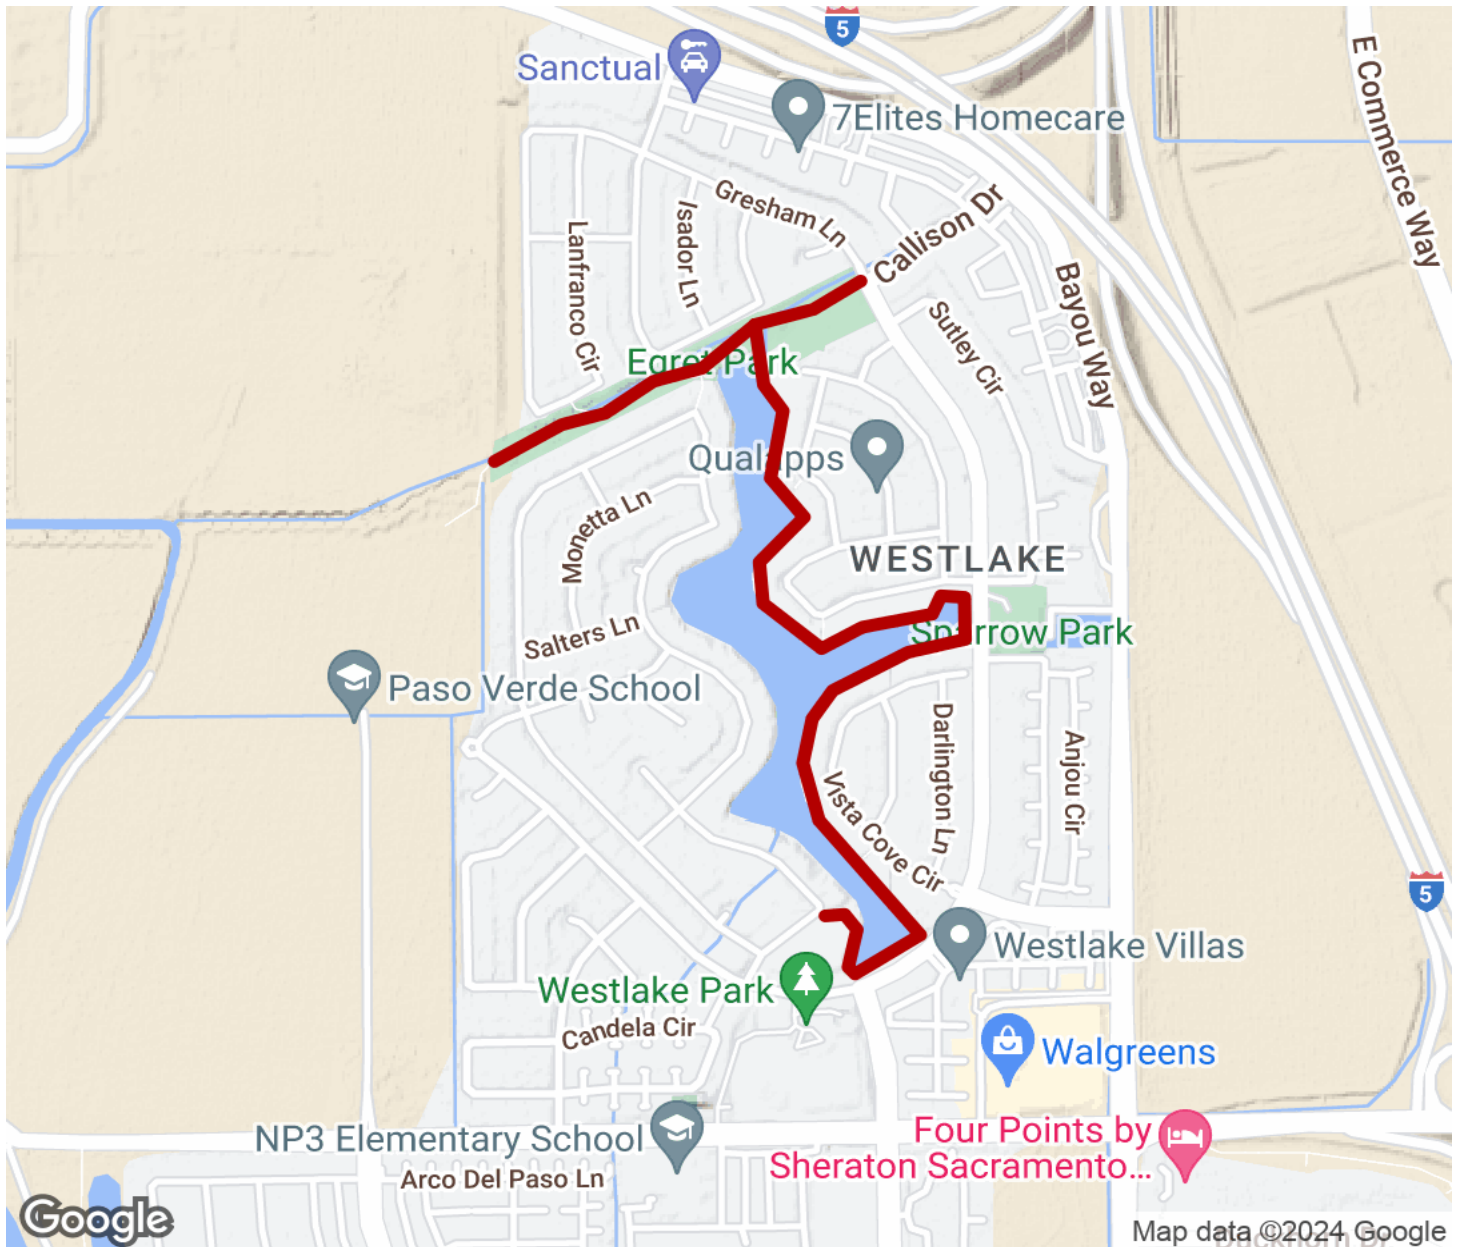 5
Sanctual
7Elites Homecare
E Commerce Way
Gresham Ln
Callison Dr
Isador Ln
Lanfranco Cir
Bayou Way
Sutley Cir
Egret Park
Qualapps
Monetta Ln
WESTLAKE
Salters Ln
Sparrow Park
Paso Verde School
Darlington Ln
Anjou Cir
Vista Cove Cir
5
Westlake Villas
Westlake Park
Candela Cir
Walgreens
NP3 Elementary School
Four Points by
Sheraton Sacramento...
Arco Del Paso Ln
Google
Map data ©2024 Google